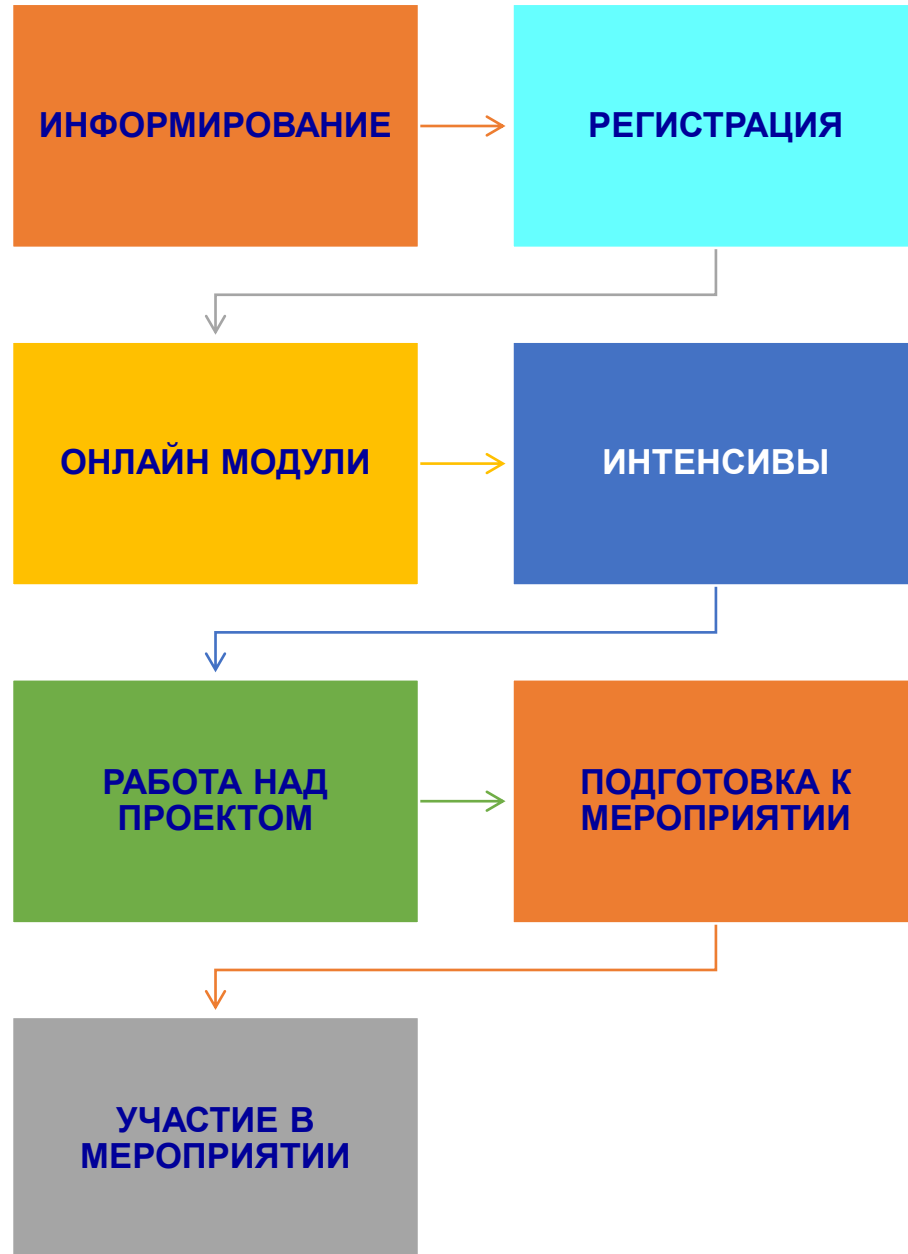 ИНФОРМИРОВАНИЕ
РЕГИСТРАЦИЯ
ОНЛАЙН МОДУЛИ
ИНТЕНСИВЫ
РАБОТА НАД
ПРОЕКТОМ
ПОДГОТОВКА К
МЕРОПРИЯТИИ
УЧАСТИЕ В
МЕРОПРИЯТИИ